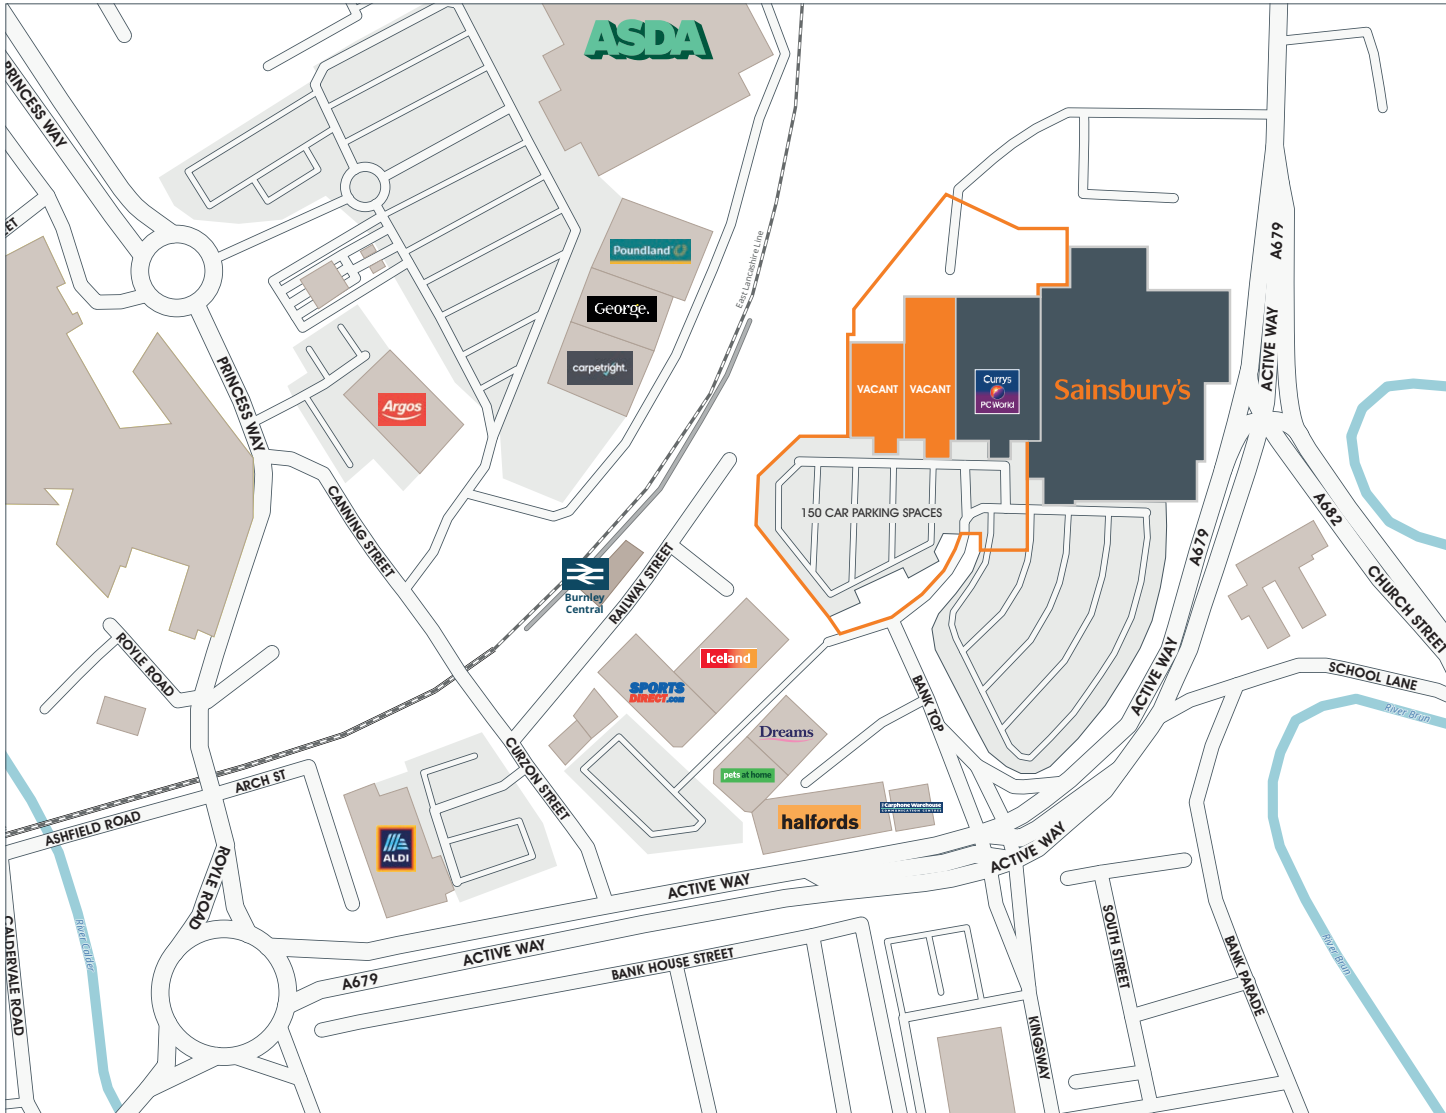 ASDA
PRINCESS WAY
ET
Poundland
George.
East Lancashire Line
carpetright.
A679
ACTIVE WAY
PRINCESS WAY
Argos
VACANT
VACANT
Currys
PC World
Sainsbury's
CANNING STREET
150 CAR PARKING SPACES
A682
A679
CHURCH STREET
Burnley
Central
RAILWAY STREET
ROYLE ROAD
Iceland
SPORTS
DIRECT.COM
BANK TOP
ACTIVE WAY
SCHOOL LANE
River Brun
Dreams
pets at home
CURZON STREET
ARCH ST
ASHFIELD ROAD
halfords
The Carphone Warehouse
ALDI
ACTIVE WAY
ROYLE ROAD
ACTIVE WAY
ACTIVE WAY
A679
BANK HOUSE STREET
River Calder
CALDERVALE ROAD
SOUTH STREET
BANK PARADE
River Brun
KINGSWAY